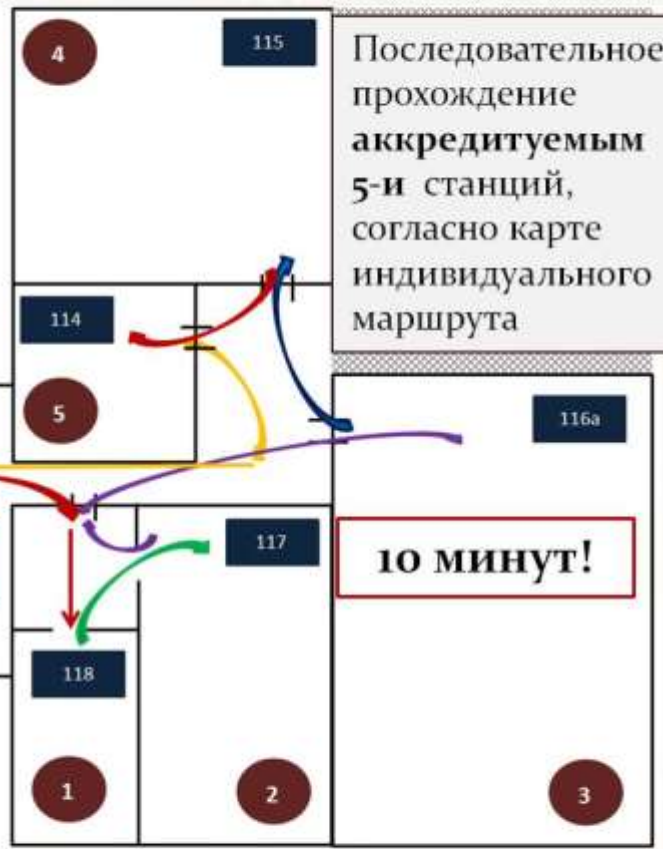 4
115
Последовательное
прохождение
аккредитуемым
5-и станций,
согласно карте
индивидуального
маршрута
114
5
116а
117
10 минут!
118
1
2
3